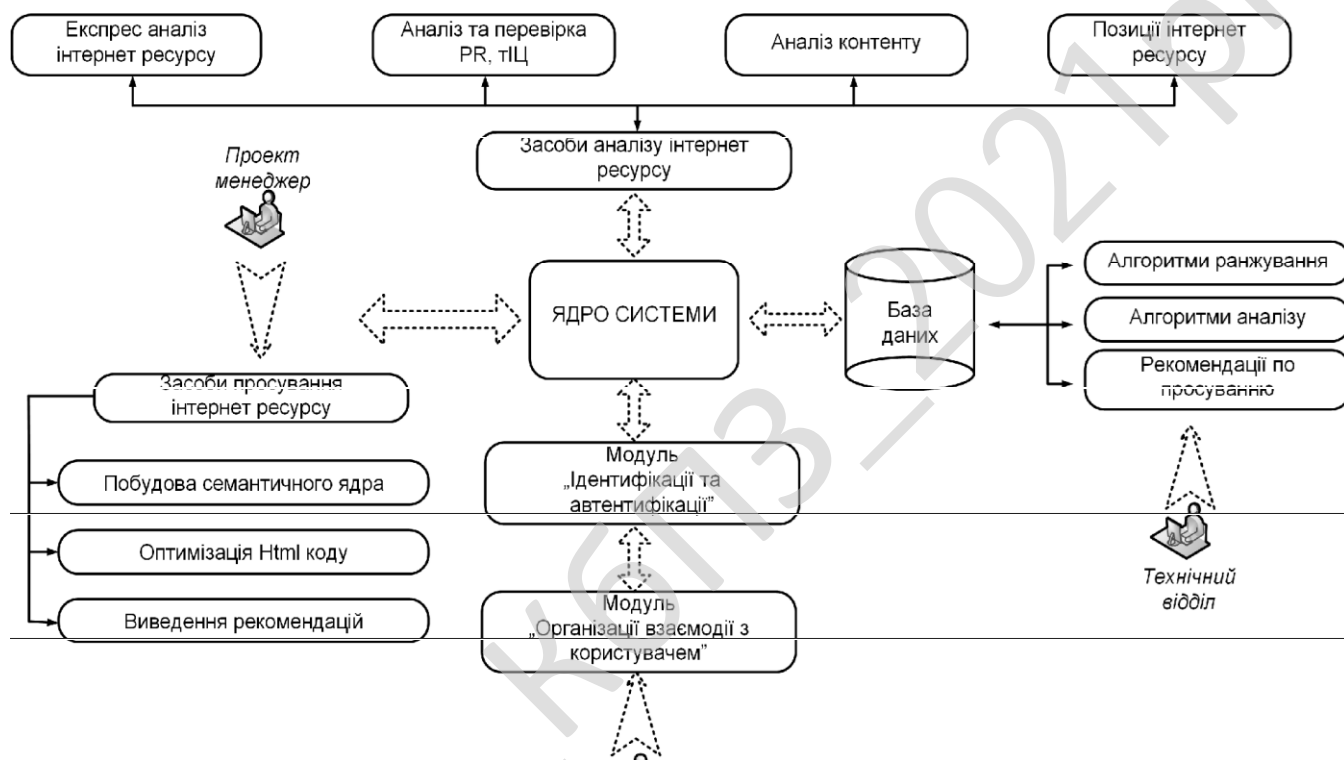 Експрес аналіз
інтернет ресурсу
Аналіз та перевірка
PR, тІЦ
Аналіз контенту
Позиції інтернет
ресурсу
Засоби аналізу інтернет
ресурсу
Проект
менеджер
ЯДРО СИСТЕМИ
База
даних
Алгоритми ранжування
Алгоритми аналізу
Рекомендації по
просуванню
Засоби просування
інтернет ресурсу
Побудова семантичного ядра
Оптимізація Html коду
Виведення рекомендацій
Модуль
„Ідентифікації та
автентифікації”
Модуль
„Організації взаємодії з
користувачем”
Технічний
відділ